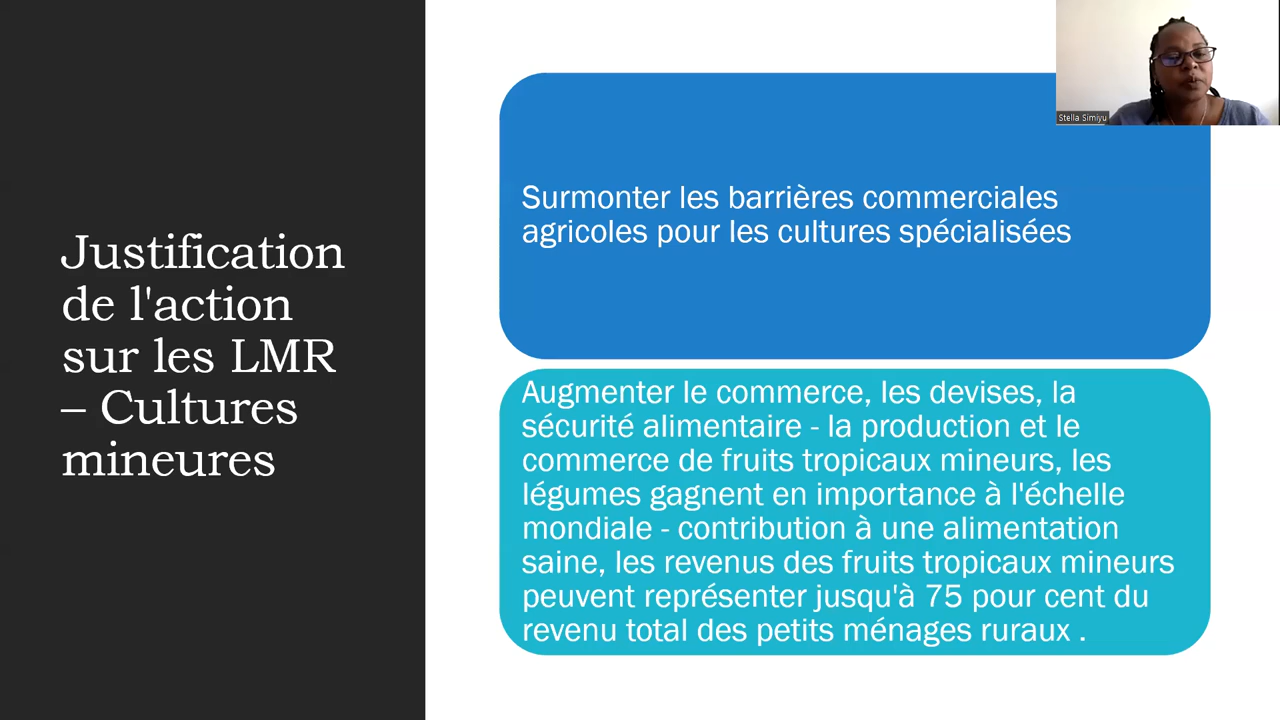 Justification
de l'action
sur les LMR
– Cultures
mineures
Surmonter les barrières commerciales
agricoles pour les cultures spécialisées
Augmenter le commerce, les devises, la
sécurité alimentaire - la production et le
commerce de fruits tropicaux mineurs, les
légumes gagnent en importance à l'échelle
mondiale - contribution à une alimentation
saine, les revenus des fruits tropicaux mineurs
peuvent représenter jusqu'à 75 pour cent du
revenu total des petits ménages ruraux .
Stella Simiyu